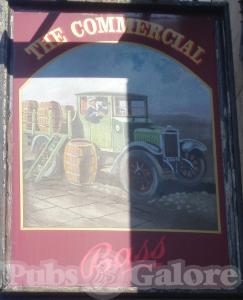 THE COMMERCIAL
Bass
Pubs Galore